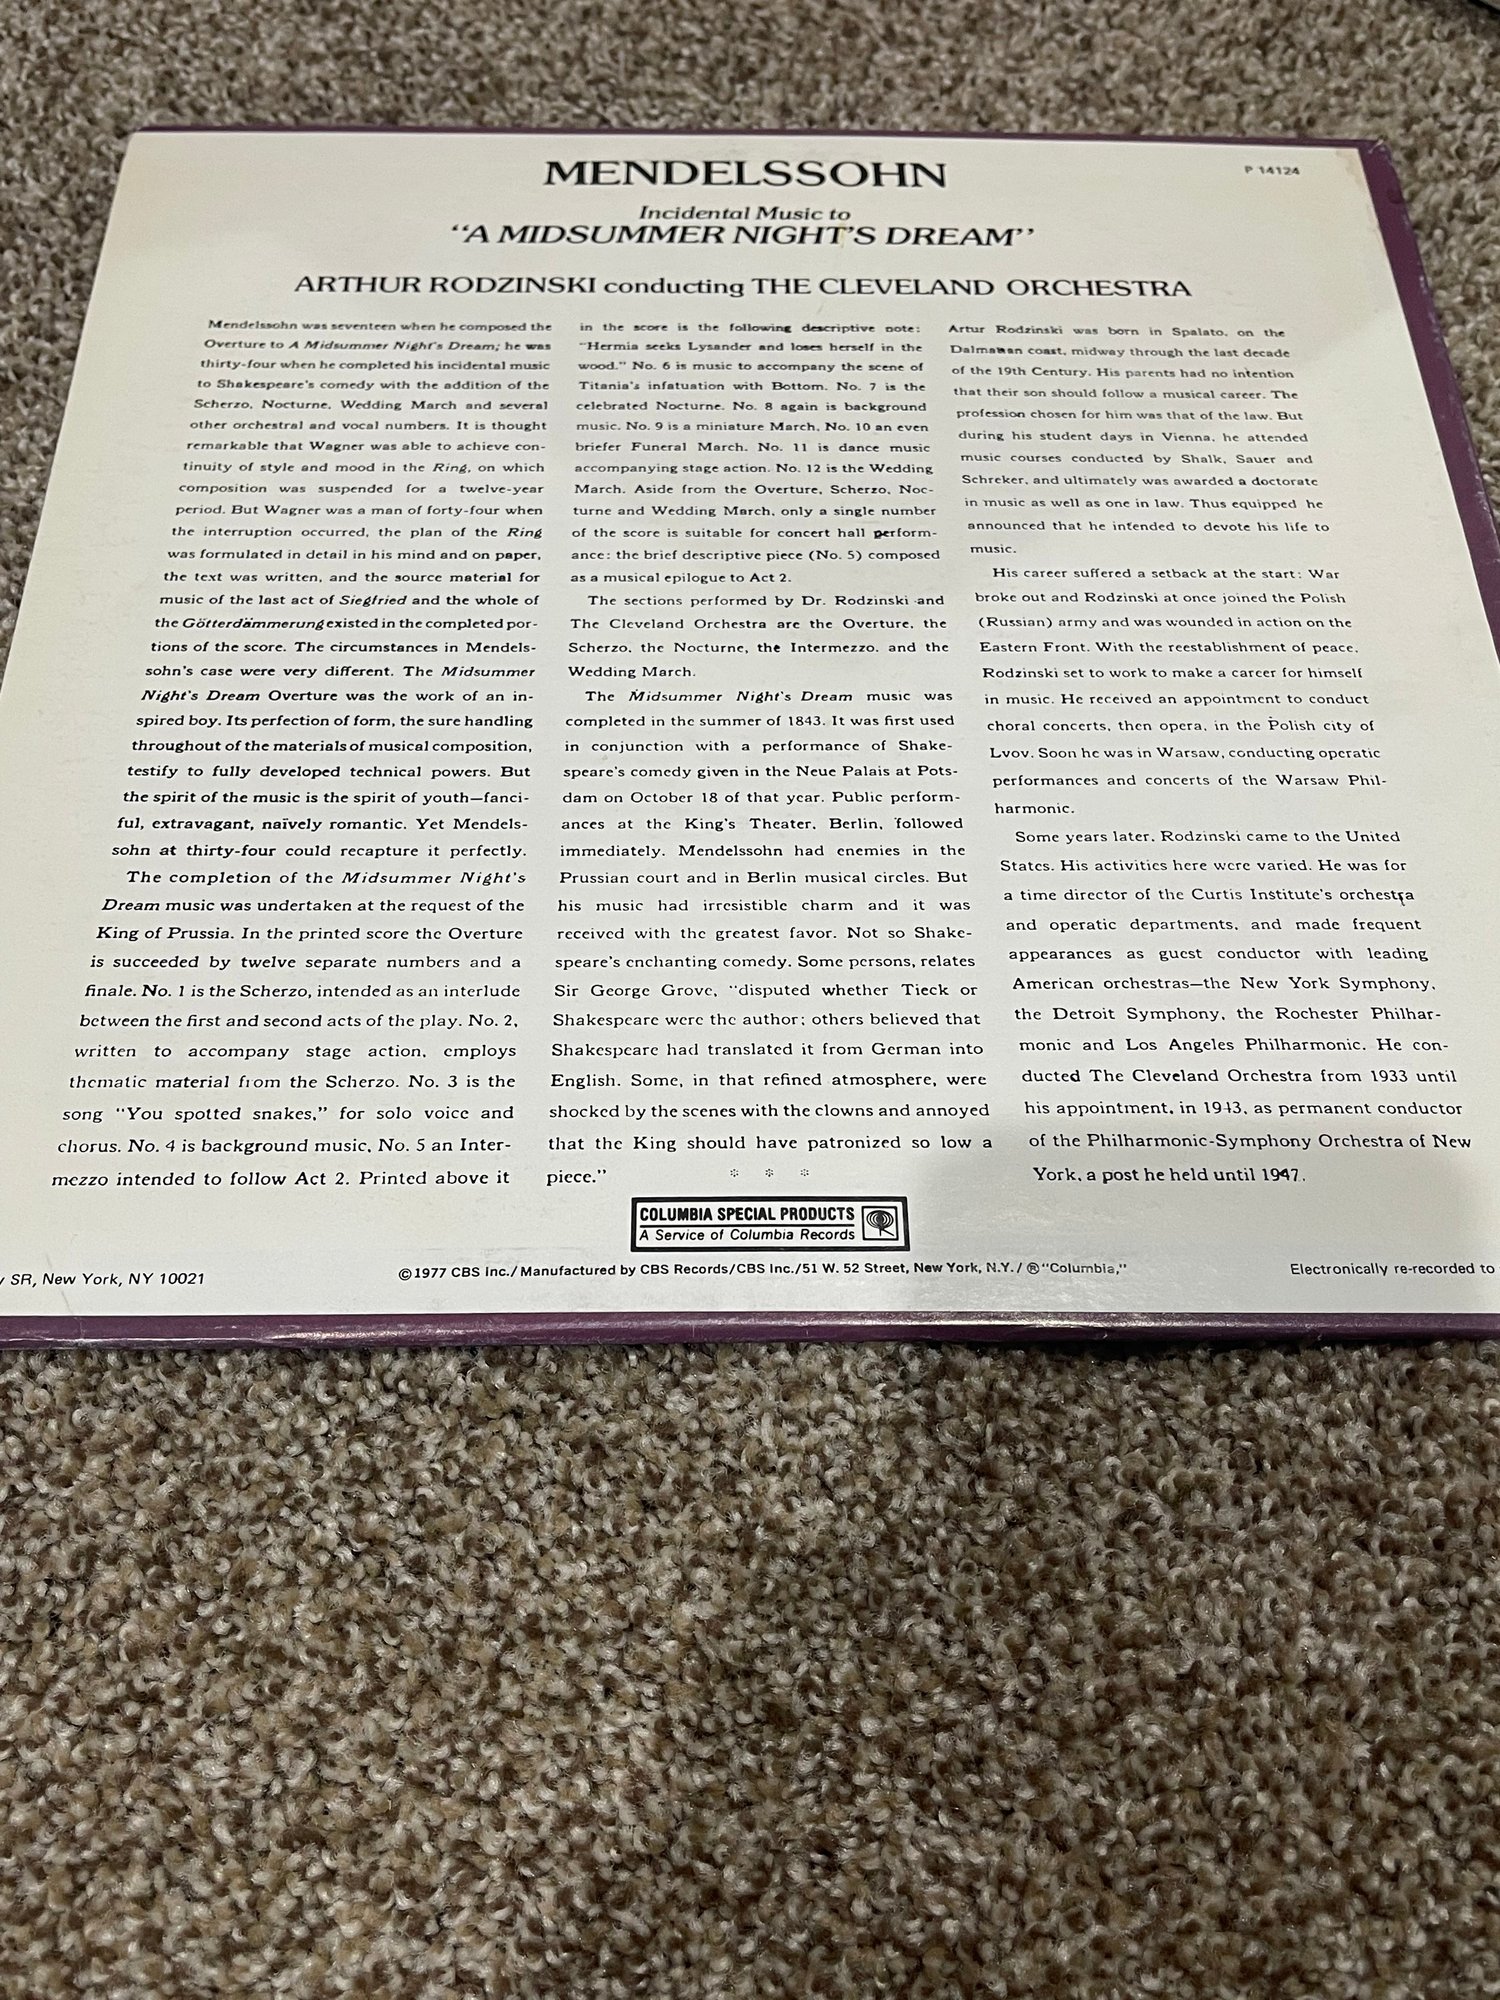 MENDELSSOHN
P 14124
Incidental Music to
“A MIDSUMMER NIGHT'S DREAM”
ARTHUR RODZINSKI conducting THE CLEVELAND ORCHESTRA
Mendelssohn was seventeen when he composed the
Overture to A Midsummer Night's Dream; he was
thirty-four when he completed his incidental music
to Shakespeare's comedy with the addition of the
Scherzo, Nocturne, Wedding March and several
other orchestral and vocal numbers. It is thought
remarkable that Wagner was able to achieve con-
tinuity of style and mood in the Ring, on which
composition was suspended for a twelve-year
period. But Wagner was a man of forty-four when
the interruption occurred, the plan of the Ring
was formulated in detail in his mind and on paper,
the text was written, and the source material for
music of the last act of Siegfried and the whole of
the Götterdämmerung existed in the completed por-
tions of the score. The circumstances in Mendels-
sohn's case were very different. The Midsummer
Night's Dream Overture was the work of an in-
spired boy. Its perfection of form, the sure handling
throughout of the materials of musical composition,
testify to fully developed technical powers. But
the spirit of the music is the spirit of youth—fanci-
ful, extravagant, naïvely romantic. Yet Mendels-
sohn at thirty-four could recapture it perfectly.
The completion of the Midsummer Night's
Dream music was undertaken at the request of the
King of Prussia. In the printed score the Overture
is succeeded by twelve separate numbers and a
finale. No. 1 is the Scherzo, intended as an interlude
between the first and second acts of the play. No. 2,
written to accompany stage action, employs
thematic material from the Scherzo. No. 3 is the
song “You spotted snakes,” for solo voice and
chorus. No. 4 is background music, No. 5 an Inter-
mezzo intended to follow Act 2. Printed above it
in the score is the following descriptive note:
“Hermia seeks Lysander and loses herself in the
wood.” No. 6 is music to accompany the scene of
Titania's infatuation with Bottom. No. 7 is the
celebrated Nocturne. No. 8 again is background
music. No. 9 is a miniature March, No. 10 an even
briefer Funeral March. No. 11 is dance music
accompanying stage action. No. 12 is the Wedding
March. Aside from the Overture, Scherzo, Noc-
turne and Wedding March, only a single number
of the score is suitable for concert hall perform-
ance: the brief descriptive piece (No. 5) composed
as a musical epilogue to Act 2.
The sections performed by Dr. Rodzinski and
The Cleveland Orchestra are the Overture, the
Scherzo, the Nocturne, the Intermezzo, and the
Wedding March.
The Midsummer Night's Dream music was
completed in the summer of 1843. It was first used
in conjunction with a performance of Shake-
speare's comedy given in the Neue Palais at Pots-
dam on October 18 of that year. Public perform-
ances at the King's Theater, Berlin, followed
immediately. Mendelssohn had enemies in the
Prussian court and in Berlin musical circles. But
his music had irresistible charm and it was
received with the greatest favor. Not so Shake-
speare's enchanting comedy. Some persons, relates
Sir George Grove, “disputed whether Tieck or
Shakespeare were the author; others believed that
Shakespeare had translated it from German into
English. Some, in that refined atmosphere, were
shocked by the scenes with the clowns and annoyed
that the King should have patronized so low a
piece.”
* * *
Artur Rodzinski was born in Spalato, on the
Dalmatian coast, midway through the last decade
of the 19th Century. His parents had no intention
that their son should follow a musical career. The
profession chosen for him was that of the law. But
during his student days in Vienna, he attended
music courses conducted by Shalk, Sauer and
Schreker, and ultimately was awarded a doctorate
in music as well as one in law. Thus equipped he
announced that he intended to devote his life to
music.
His career suffered a setback at the start: War
broke out and Rodzinski at once joined the Polish
(Russian) army and was wounded in action on the
Eastern Front. With the reestablishment of peace,
Rodzinski set to work to make a career for himself
in music. He received an appointment to conduct
choral concerts, then opera, in the Polish city of
Lvov. Soon he was in Warsaw, conducting operatic
performances and concerts of the Warsaw Phil-
harmonic.
Some years later, Rodzinski came to the United
States. His activities here were varied. He was for
a time director of the Curtis Institute's orchestra
and operatic departments, and made frequent
appearances as guest conductor with leading
American orchestras—the New York Symphony,
the Detroit Symphony, the Rochester Philhar-
monic and Los Angeles Philharmonic. He con-
ducted The Cleveland Orchestra from 1933 until
his appointment, in 1943, as permanent conductor
of the Philharmonic-Symphony Orchestra of New
York, a post he held until 1947.
COLUMBIA SPECIAL PRODUCTS
A Service of Columbia Records
SR, New York, NY 10021
©1977 CBS Inc./Manufactured by CBS Records/CBS Inc./51 W. 52 Street, New York, N.Y./ ® “Columbia,”
Electronically re-recorded to